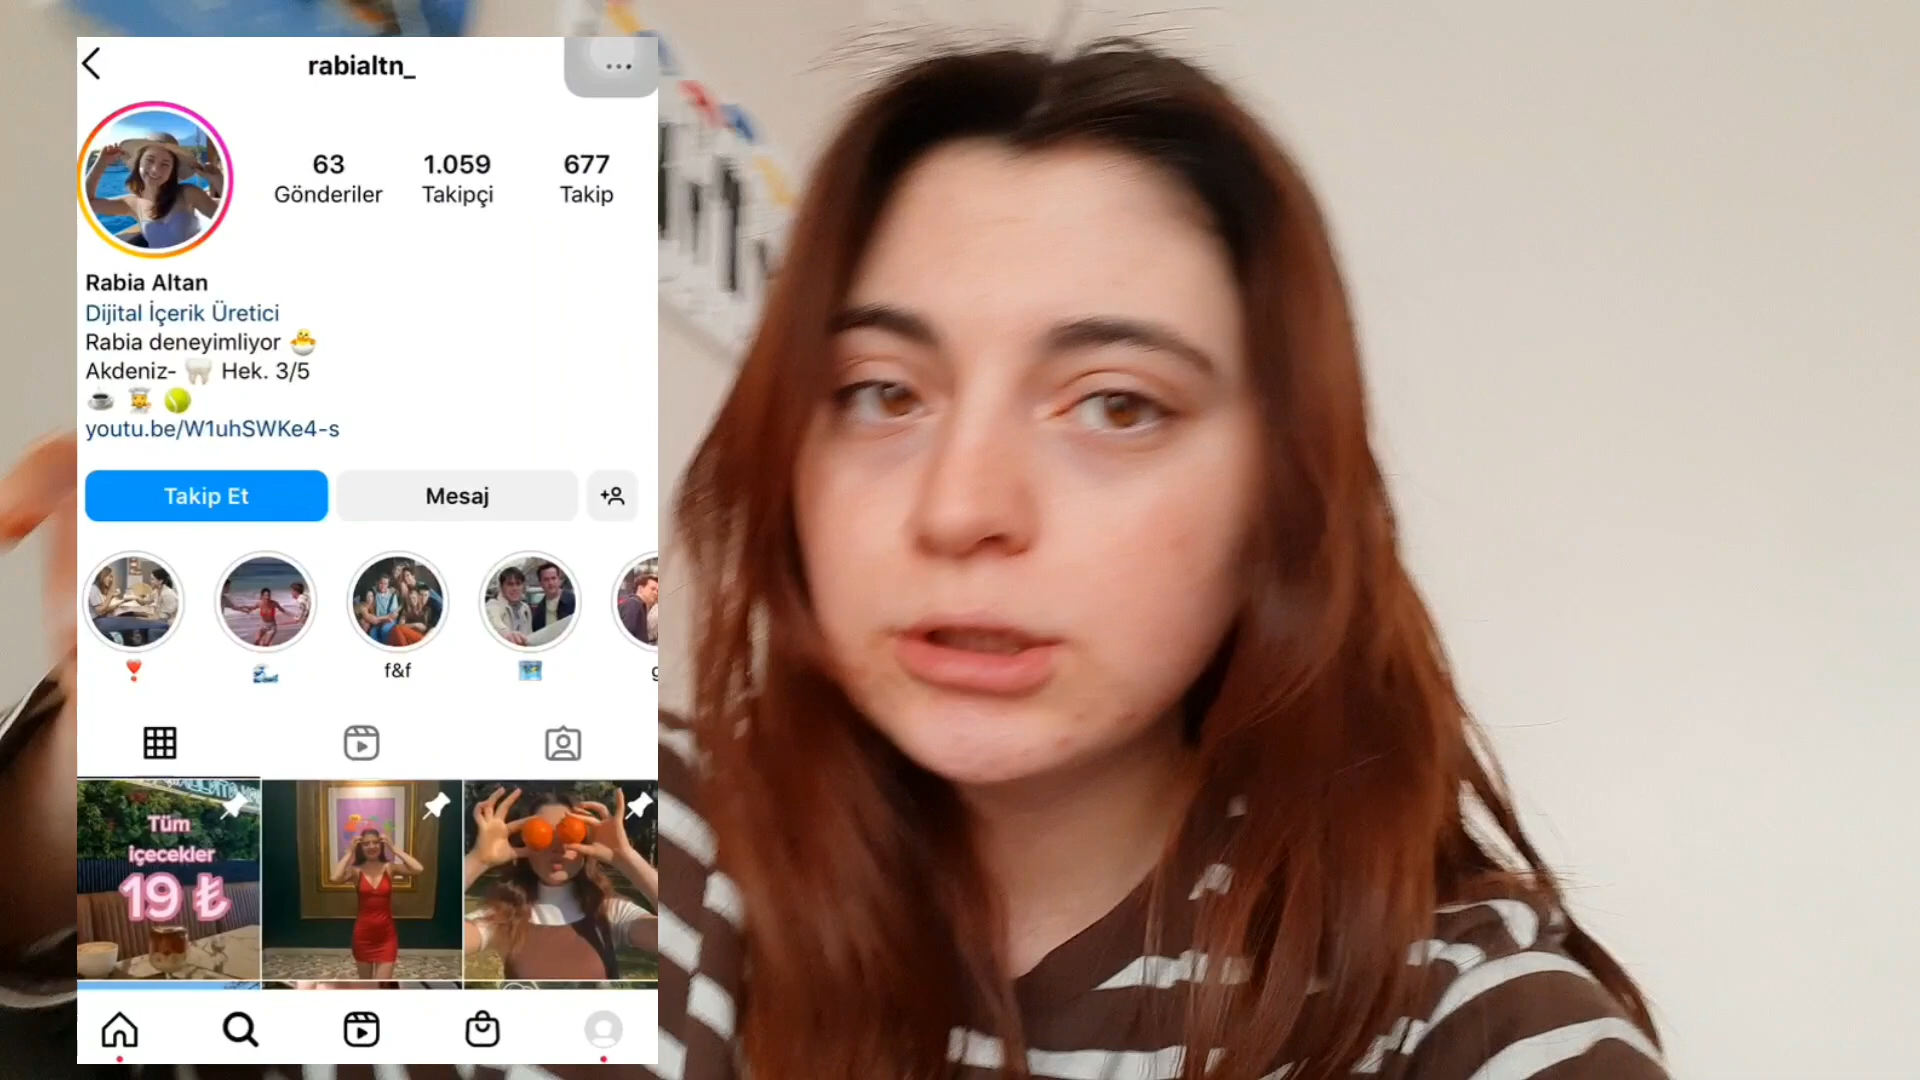 rabialtn_
63
1.059
677
Gönderiler
Takipçi
Takip
Rabia Altan
Dijital İçerik Üretici
Rabia deneyimliyor 🐣
Akdeniz- 🦷 Hek. 3/5
☕ 👩‍🍳 🎾
youtu.be/W1uhSWKe4-s
Takip Et
Mesaj
f&f
Tüm
içecekler
19 ₺